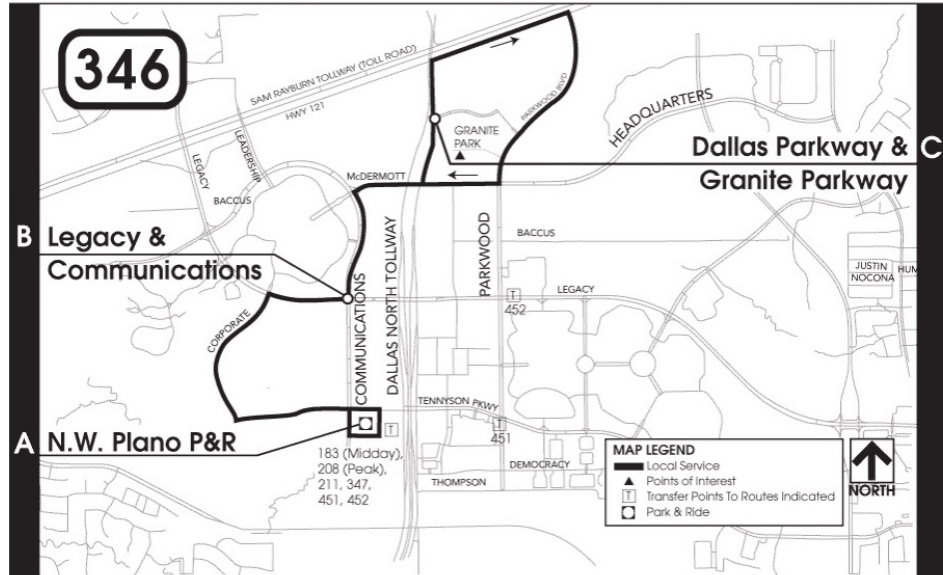 346
SAM RAYBURN TOLLWAY (TOLL ROAD)
HWY 121
LEGACY
LEADERSHIP
BACCUS
McDERMOTT
GRANITE
PARK
PARKWOOD BLVD
HEADQUARTERS
Dallas Parkway &
Granite Parkway
C
B
Legacy &
Communications
CORPORATE
COMMUNICATIONS
DALLAS NORTH TOLLWAY
PARKWOOD
BACCUS
LEGACY
T
452
JUSTIN
NOCONA
HUM
A
N.W. Plano P&R
T
183 (Midday),
208 (Peak),
211, 347,
451, 452
TENNYSON PKWY
T
451
DEMOCRACY
THOMPSON
MAP LEGEND
Local Service
Points of Interest
T Transfer Points To Routes Indicated
Park & Ride
NORTH